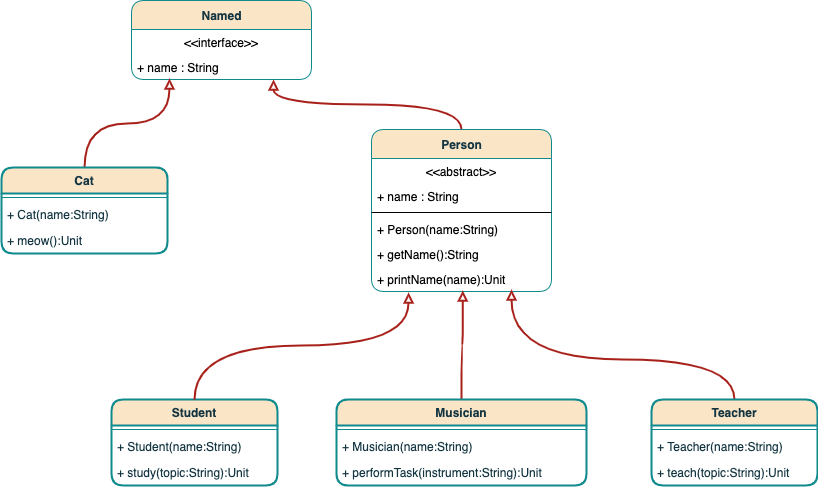 Named
<<interface>>
+ name : String
Person
<<abstract>>
+ name : String
+ Person(name:String)
+ getName():String
+ printName(name):Unit
Cat
+ Cat(name:String)
+ meow():Unit
Student
+ Student(name:String)
+ study(topic:String):Unit
Musician
+ Musician(name:String)
+ performTask(instrument:String):Unit
Teacher
+ Teacher(name:String)
+ teach(topic:String):Unit